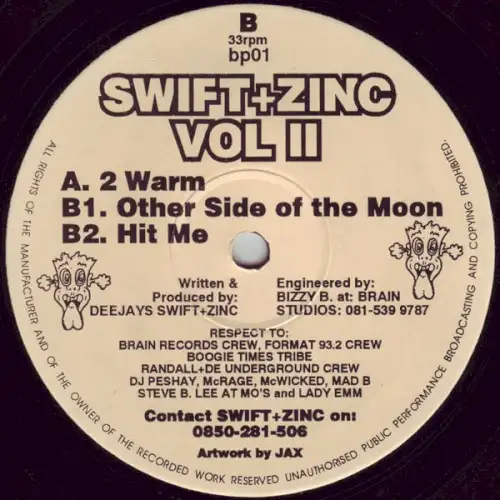 B
33rpm
bp01
SWIFT+ZINC
VOL II
A. 2 Warm
B1. Other Side of the Moon
B2. Hit Me
Written &
Produced by:
DEEJAYS SWIFT+ZINC
Engineered by:
BIZZY B. at: BRAIN
STUDIOS: 081-539 9787
RESPECT TO:
BRAIN RECORDS CREW, FORMAT 93.2 CREW
BOOGIE TIMES TRIBE
RANDALL+DE UNDERGROUND CREW
DJ PESHAY, McRAGE, McWICKED, MAD B
STEVE B. LEE AT MO'S and LADY EMM
Contact SWIFT+ZINC on:
0850-281-506
Artwork by JAX
ALL RIGHTS OF THE MANUFACTURER AND OF THE OWNER OF THE RECORDED WORK RESERVED UNAUTHORISED PUBLIC PERFORMANCE BROADCASTING AND COPYING PROHIBITED.